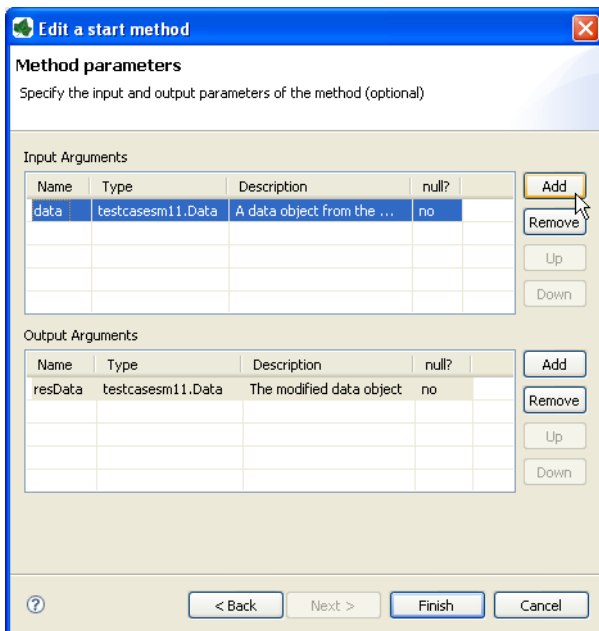 Edit a start method
Method parameters
Specify the input and output parameters of the method (optional)
Input Arguments
Name Type Description null?
data testcasesm11.Data A data object from the ... no
Add
Remove
Up
Down
Output Arguments
Name Type Description null?
resData testcasesm11.Data The modified data object no
Add
Remove
Up
Down
? < Back Next > Finish Cancel